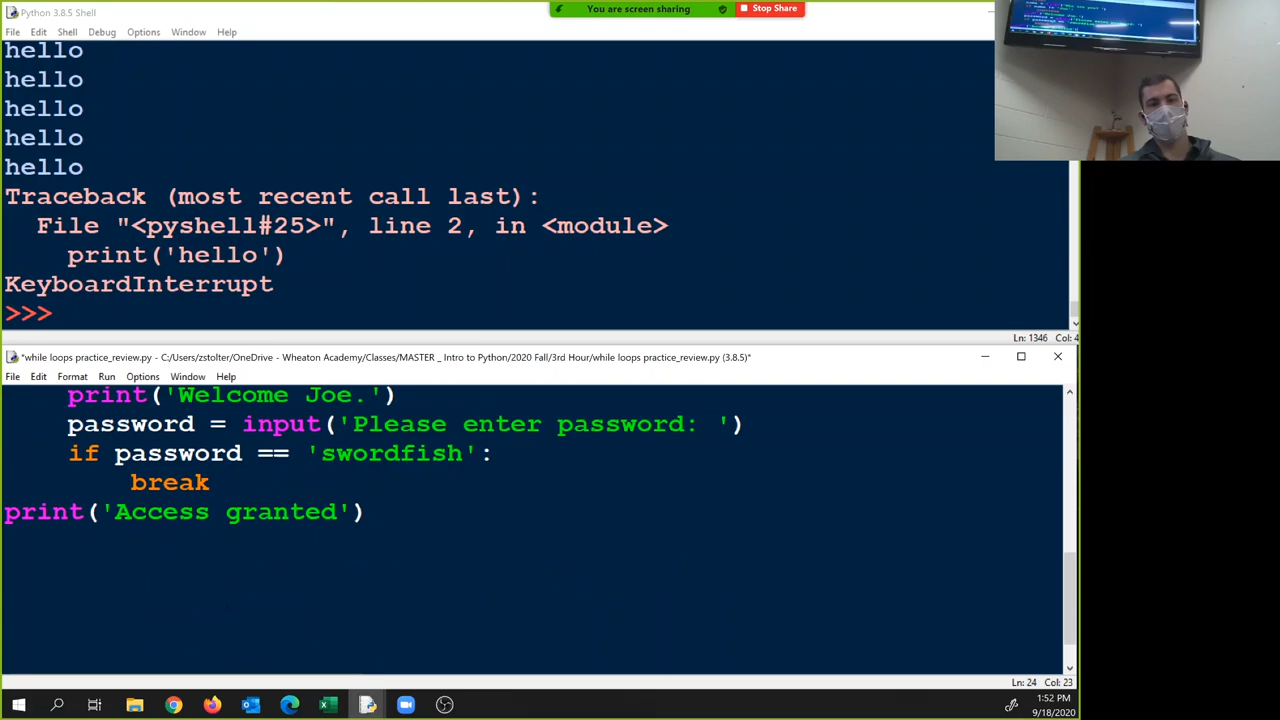 Python 3.8.5 Shell
You are screen sharing
Stop Share
File Edit Shell Debug Options Window Help
hello
hello
hello
hello
hello
Traceback (most recent call last):
File "<pyshell#25>", line 2, in <module>
print('hello')
KeyboardInterrupt
>>>
Ln: 1346 Col: 4
*while loops practice_review.py - C:/Users/zstolter/OneDrive - Wheaton Academy/Classes/MASTER _ Intro to Python/2020 Fall/3rd Hour/while loops practice_review.py (3.8.5)*
File Edit Format Run Options Window Help
print('Welcome Joe.')
password = input('Please enter password: ')
if password == 'swordfish':
break
print('Access granted')
Ln: 24 Col: 23
1:52 PM
9/18/2020